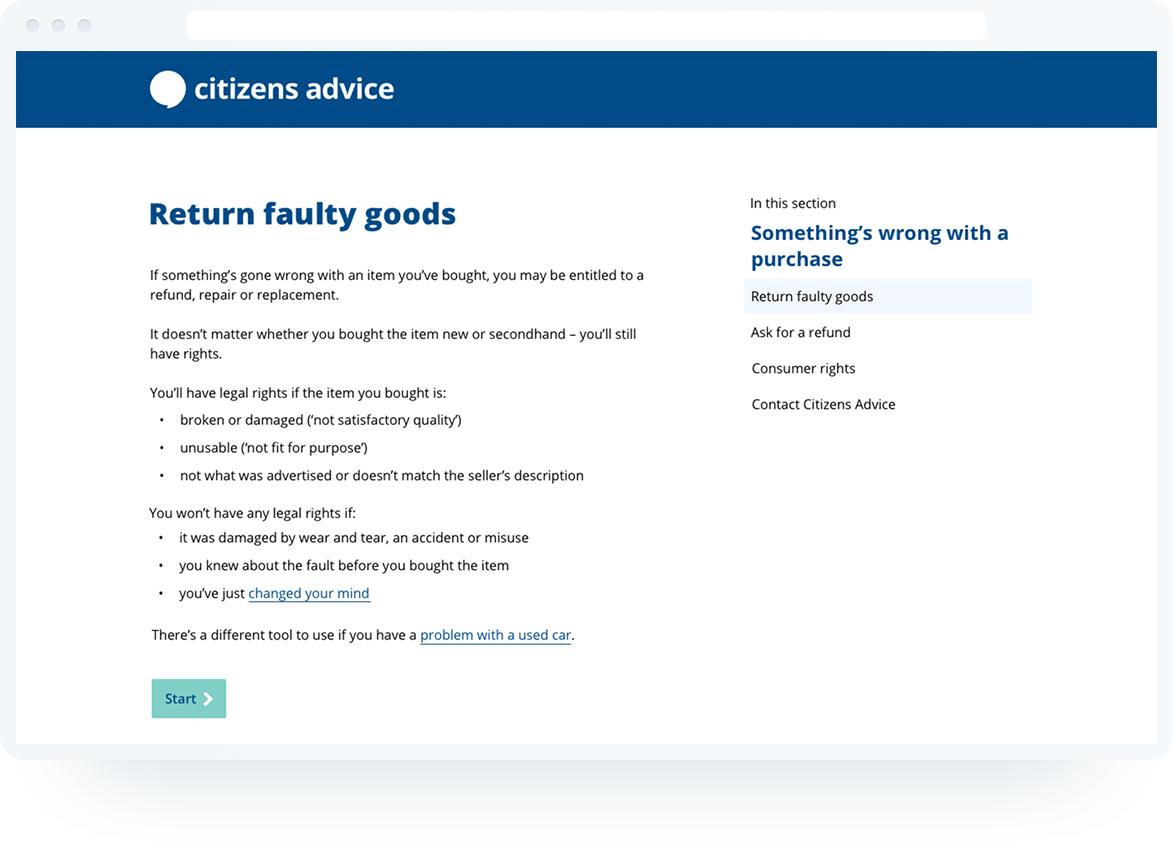 citizens advice
Return faulty goods
If something’s gone wrong with an item you’ve bought, you may be entitled to a
refund, repair or replacement.
It doesn’t matter whether you bought the item new or secondhand – you’ll still
have rights.
You’ll have legal rights if the item you bought is:
• broken or damaged (‘not satisfactory quality’)
• unusable (‘not fit for purpose’)
• not what was advertised or doesn’t match the seller’s description
You won’t have any legal rights if:
• it was damaged by wear and tear, an accident or misuse
• you knew about the fault before you bought the item
• you’ve just changed your mind
There’s a different tool to use if you have a problem with a used car.
Start
In this section
Something’s wrong with a
purchase
Return faulty goods
Ask for a refund
Consumer rights
Contact Citizens Advice